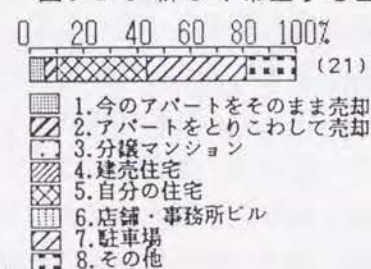 0 20 40 60 80 100%
(21)
1.今のアパートをそのまま売却
2.アパートをとりこわして売却
3.分譲マンション
4.建売住宅
5.自分の住宅
6.店舗・事務所ビル
7.駐車場
8.その他